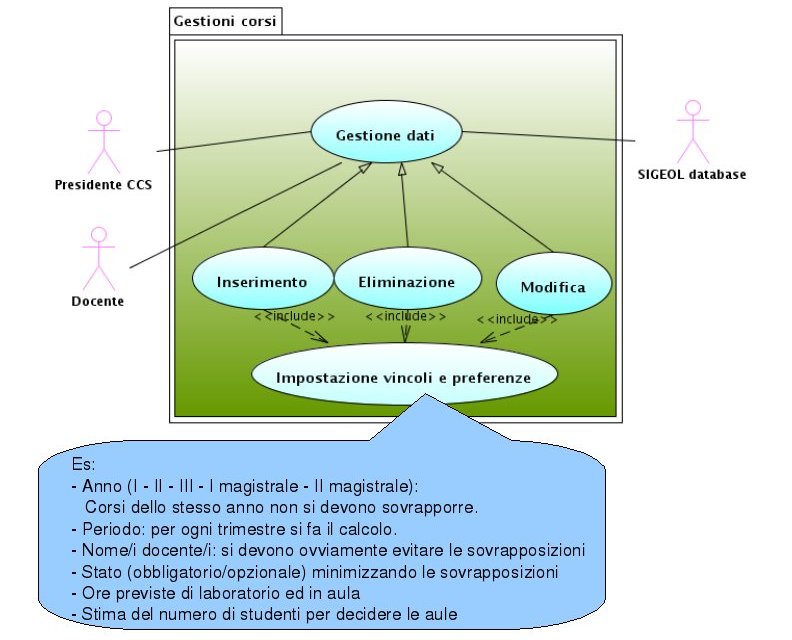 Gestioni corsi
Gestione dati
Presidente CCS
SIGEOL database
Docente
Inserimento
Eliminazione
Modifica
<<include>>
<<include>>
<<include>>
Impostazione vincoli e preferenze
Es:
- Anno (I - II - III - I magistrale - II magistrale):
Corsi dello stesso anno non si devono sovrapporre.
- Periodo: per ogni trimestre si fa il calcolo.
- Nome/i docente/i: si devono ovviamente evitare le sovrapposizioni
- Stato (obbligatorio/opzionale) minimizzando le sovrapposizioni
- Ore previste di laboratorio ed in aula
- Stima del numero di studenti per decidere le aule